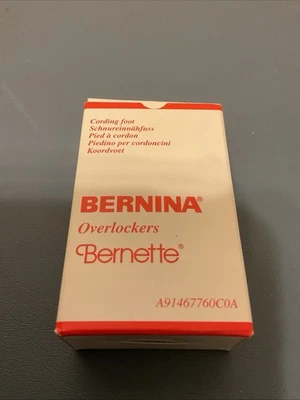 Cording foot
Schnureinnähfuss
Pied à cordon
Piedino per cordoncini
Koordvoet
BERNINA®
Overlockers
Bernette®
A91467760C0A